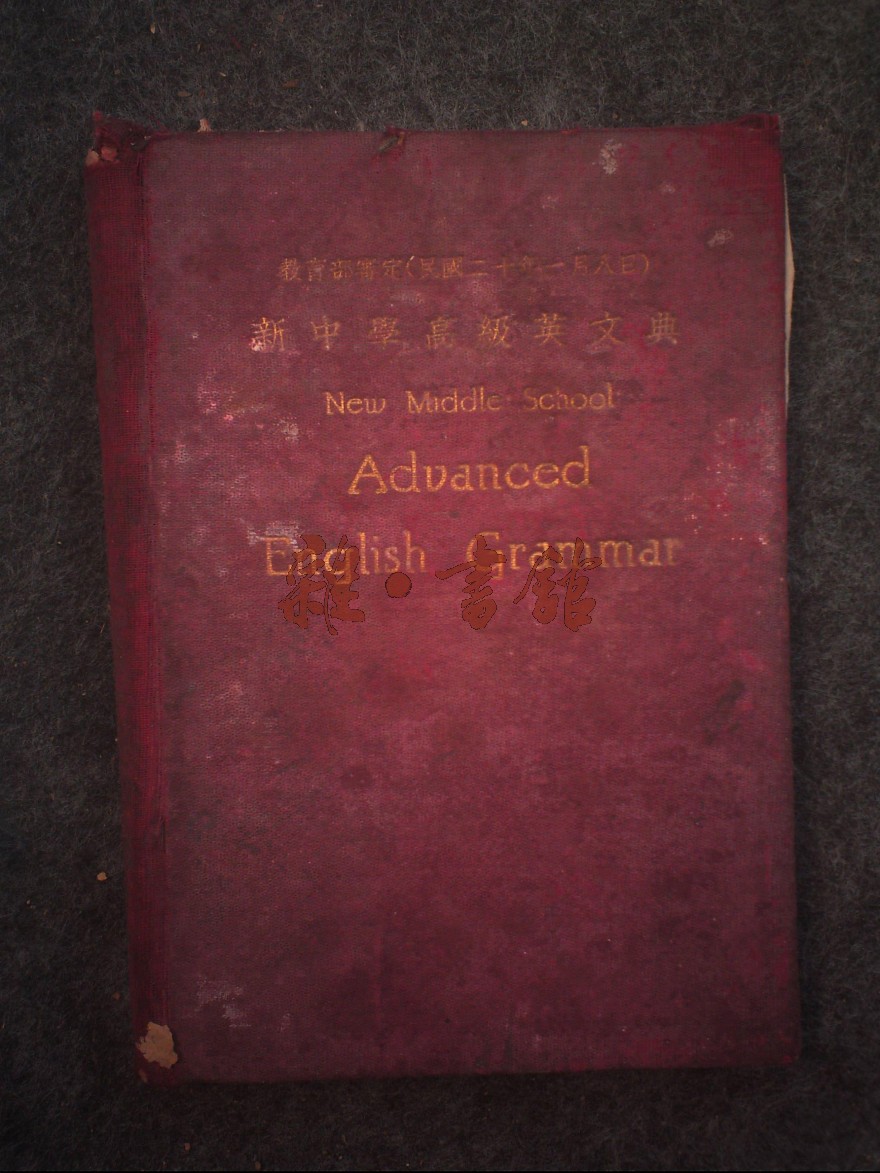 教育部審定(民國二十年一月八日)
新中學高級英文典
New Middle School
Advanced
English Grammar
雜·書館